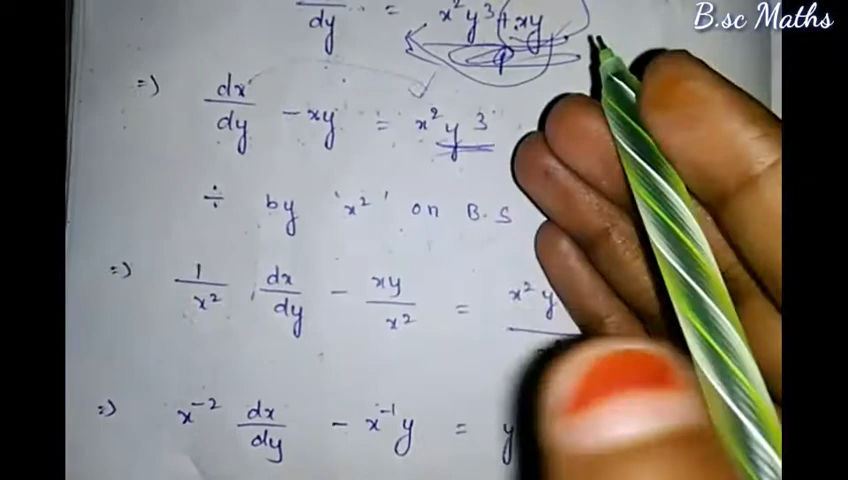 B.sc Maths
dy = x²y³ + xy
=) dx/dy - xy = x²y³
÷ by 'x²' on B.S
=) 1/x² dx/dy - xy/x² = x²y
=) x⁻² dx/dy - x⁻¹y = y